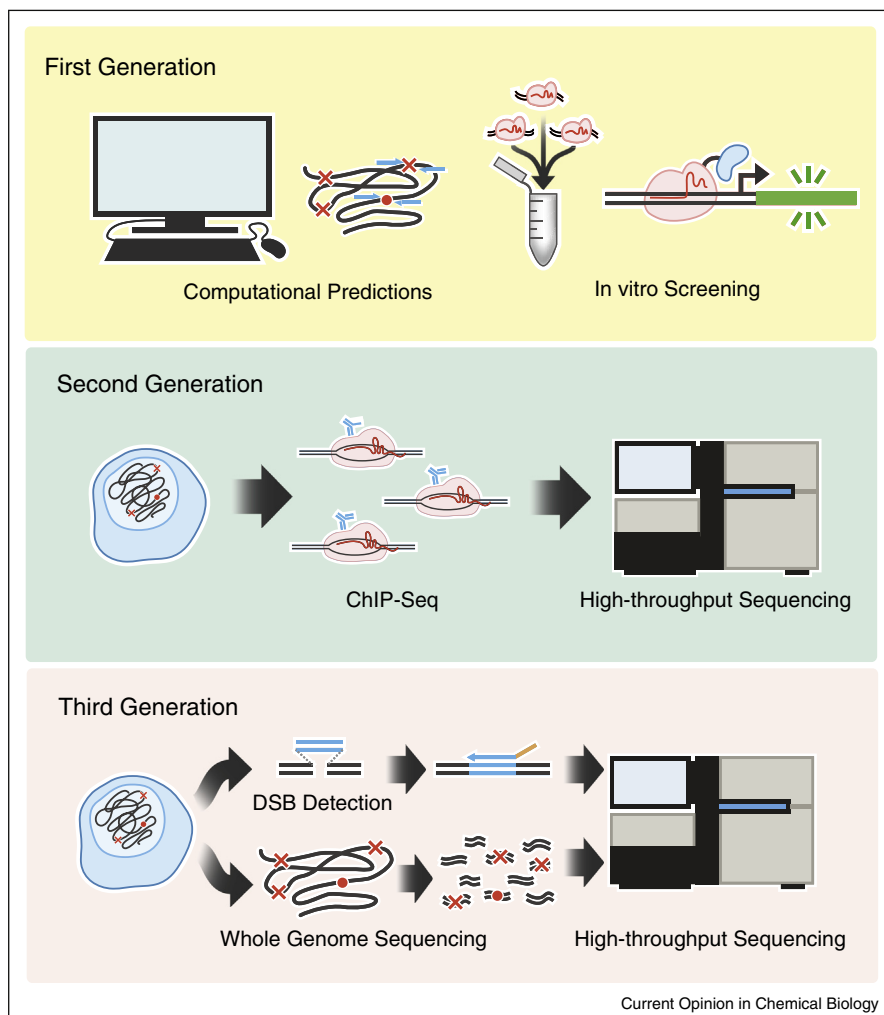 First Generation
Computational Predictions
In vitro Screening
Second Generation
ChIP-Seq
High-throughput Sequencing
Third Generation
DSB Detection
Whole Genome Sequencing
High-throughput Sequencing
Current Opinion in Chemical Biology